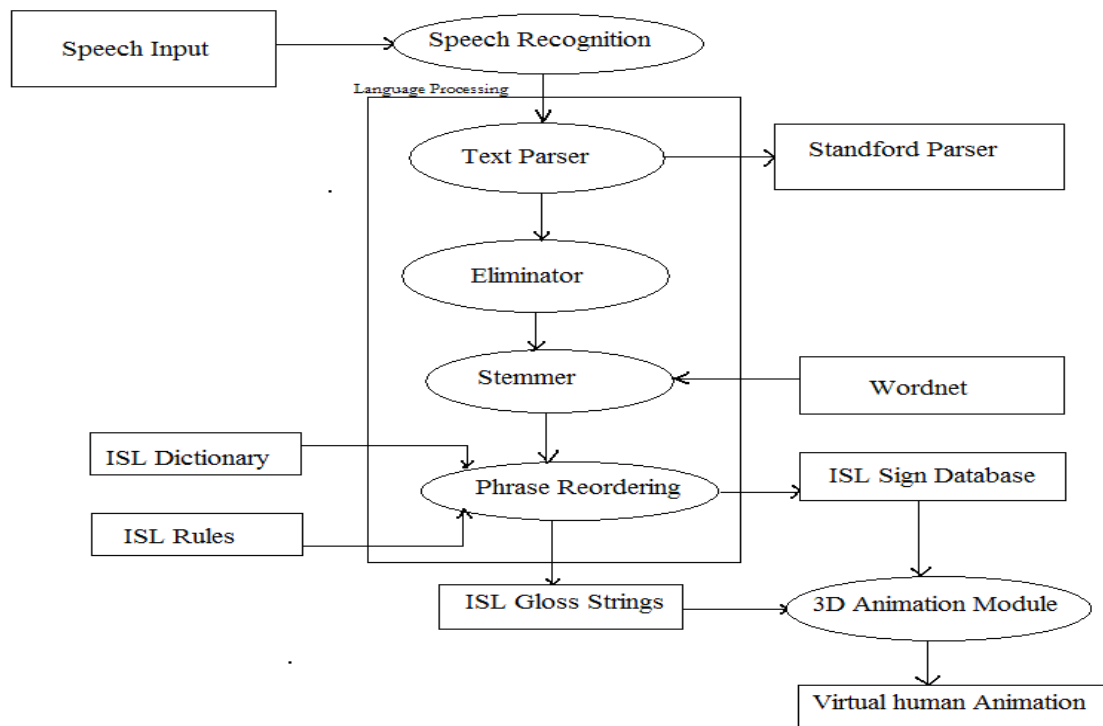 Speech Input
Speech Recognition
Language Processing
Text Parser
Standford Parser
Eliminator
Stemmer
Wordnet
ISL Dictionary
Phrase Reordering
ISL Sign Database
ISL Rules
ISL Gloss Strings
3D Animation Module
Virtual human Animation